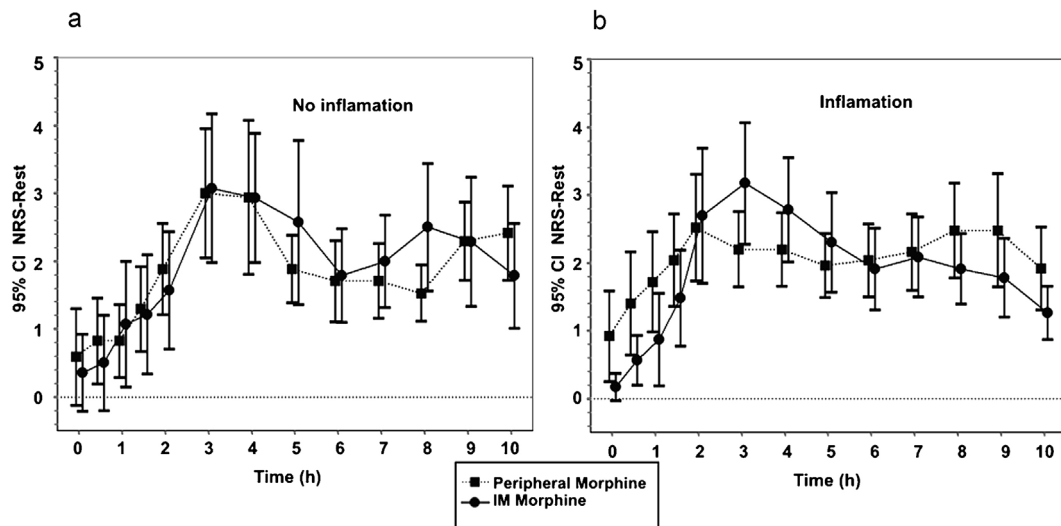 a
5
4
3
2
1
0
95% CI NRS-Rest
No inflamation
0 1 2 3 4 5 6 7 8 9 10
Time (h)
b
5
4
3
2
1
0
95% CI NRS-Rest
Inflamation
0 1 2 3 4 5 6 7 8 9 10
Time (h)
Peripheral Morphine
IM Morphine